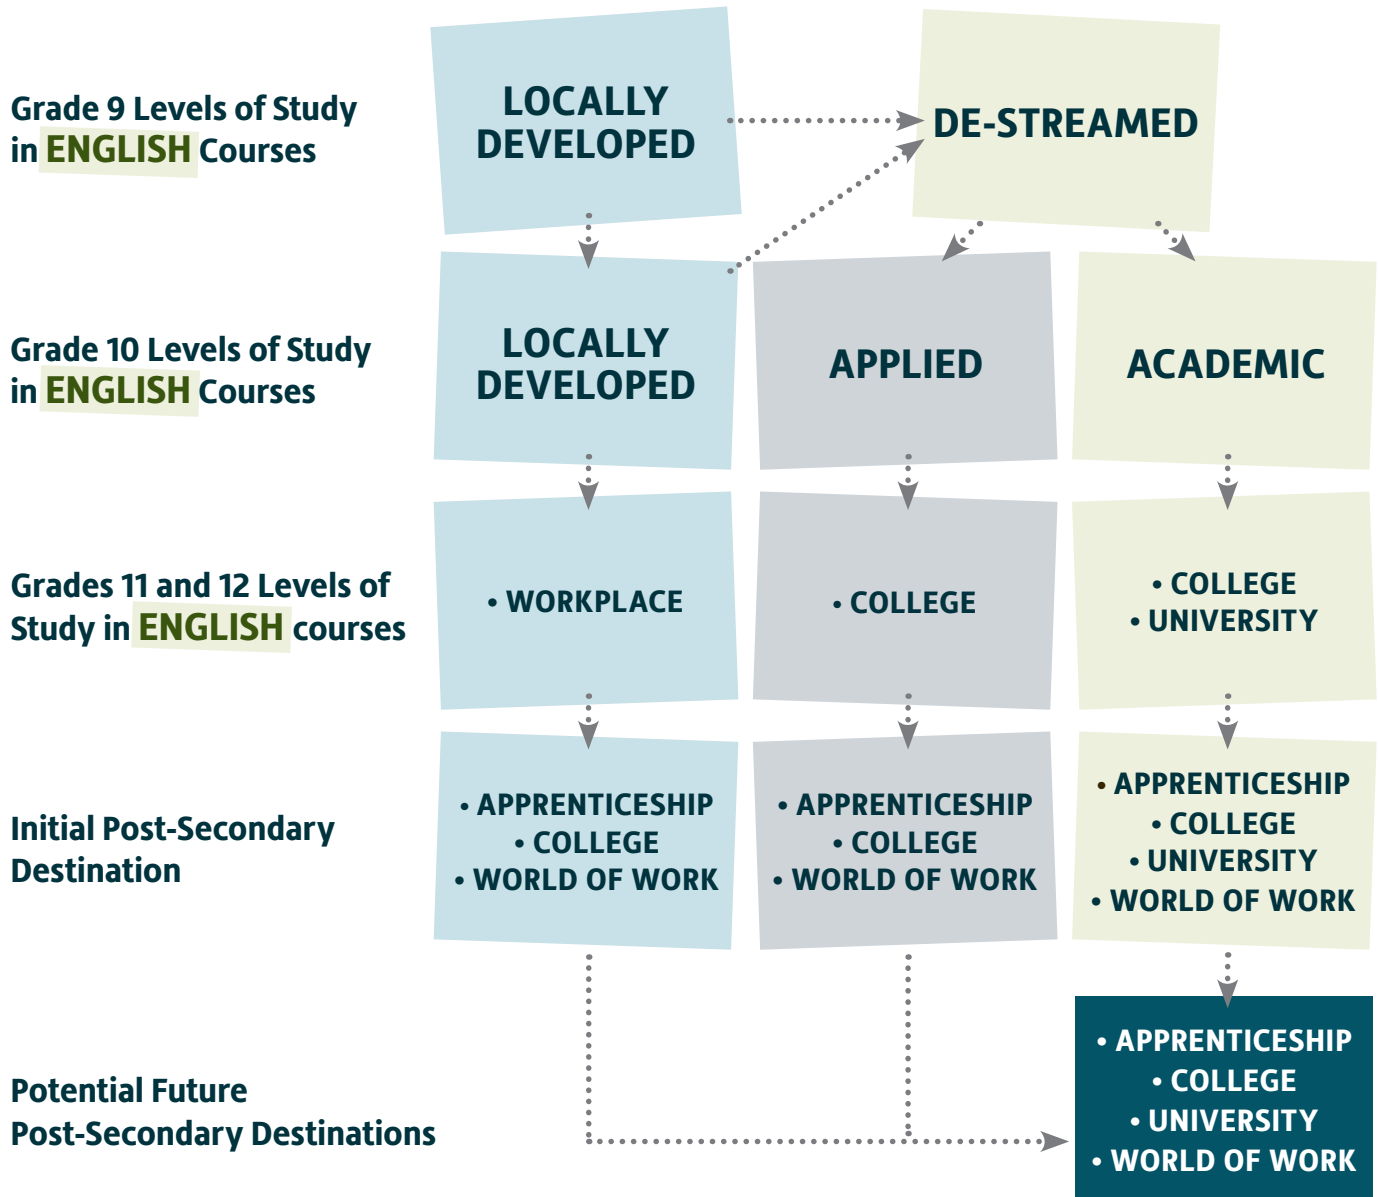 Grade 9 Levels of Study
in ENGLISH Courses
LOCALLY
DEVELOPED
DE-STREAMED
Grade 10 Levels of Study
in ENGLISH Courses
LOCALLY
DEVELOPED
APPLIED
ACADEMIC
Grades 11 and 12 Levels of
Study in ENGLISH courses
• WORKPLACE
• COLLEGE
• COLLEGE
• UNIVERSITY
Initial Post-Secondary
Destination
• APPRENTICESHIP
• COLLEGE
• WORLD OF WORK
• APPRENTICESHIP
• COLLEGE
• WORLD OF WORK
• APPRENTICESHIP
• COLLEGE
• UNIVERSITY
• WORLD OF WORK
Potential Future
Post-Secondary Destinations
• APPRENTICESHIP
• COLLEGE
• UNIVERSITY
• WORLD OF WORK